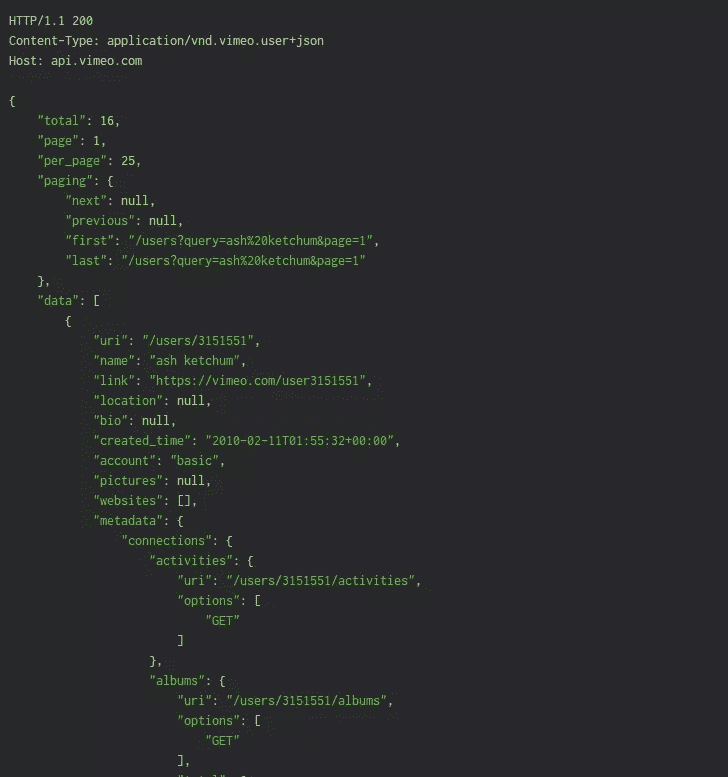 HTTP/1.1 200
Content-Type: application/vnd.vimeo.user+json
Host: api.vimeo.com
{
    "total": 16,
    "page": 1,
    "per_page": 25,
    "paging": {
        "next": null,
        "previous": null,
        "first": "/users?query=ash%20ketchum&page=1",
        "last": "/users?query=ash%20ketchum&page=1"
    },
    "data": [
        {
            "uri": "/users/3151551",
            "name": "ash ketchum",
            "link": "https://vimeo.com/user3151551",
            "location": null,
            "bio": null,
            "created_time": "2010-02-11T01:55:32+00:00",
            "account": "basic",
            "pictures": null,
            "websites": [],
            "metadata": {
                "connections": {
                    "activities": {
                        "uri": "/users/3151551/activities",
                        "options": [
                            "GET"
                        ]
                    },
                    "albums": {
                        "uri": "/users/3151551/albums",
                        "options": [
                            "GET"
                        ],